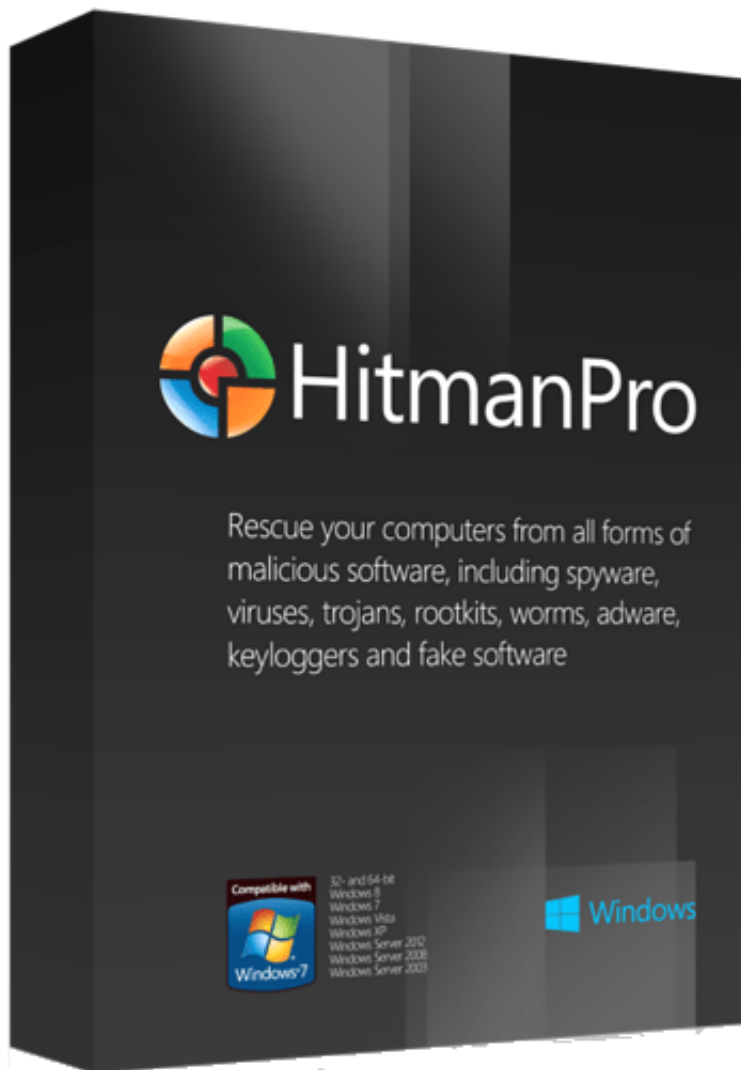 HitmanPro
Rescue your computers from all forms of
malicious software, including spyware,
viruses, trojans, rootkits, worms, adware,
keyloggers and fake software
Compatible with
Windows®7
32- and 64-bit
Windows 8
Windows 7
Windows Vista
Windows XP
Windows Server 2012
Windows Server 2008
Windows Server 2003
Windows